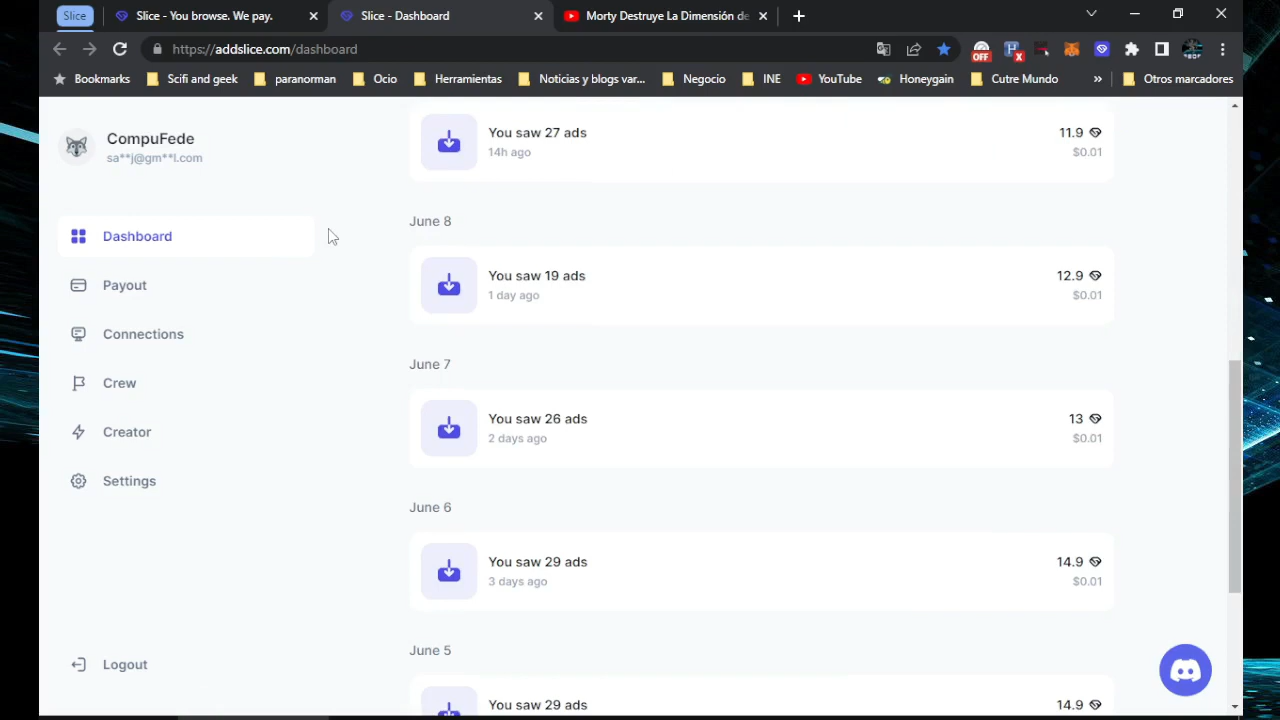 Slice
Slice - You browse. We pay.
Slice - Dashboard
Morty Destruye La Dimensión de
https://addslice.com/dashboard
OFF
X
Bookmarks
Scifi and geek
paranorman
Ocio
Herramientas
Noticias y blogs var...
Negocio
INE
YouTube
Honeygain
Cutre Mundo
»
Otros marcadores
CompuFede
sa**j@gm**l.com
Dashboard
Payout
Connections
Crew
Creator
Settings
Logout
You saw 27 ads
11.9
14h ago
$0.01
June 8
You saw 19 ads
12.9
1 day ago
$0.01
June 7
You saw 26 ads
13
2 days ago
$0.01
June 6
You saw 29 ads
14.9
3 days ago
$0.01
June 5
You saw 29 ads
14.9